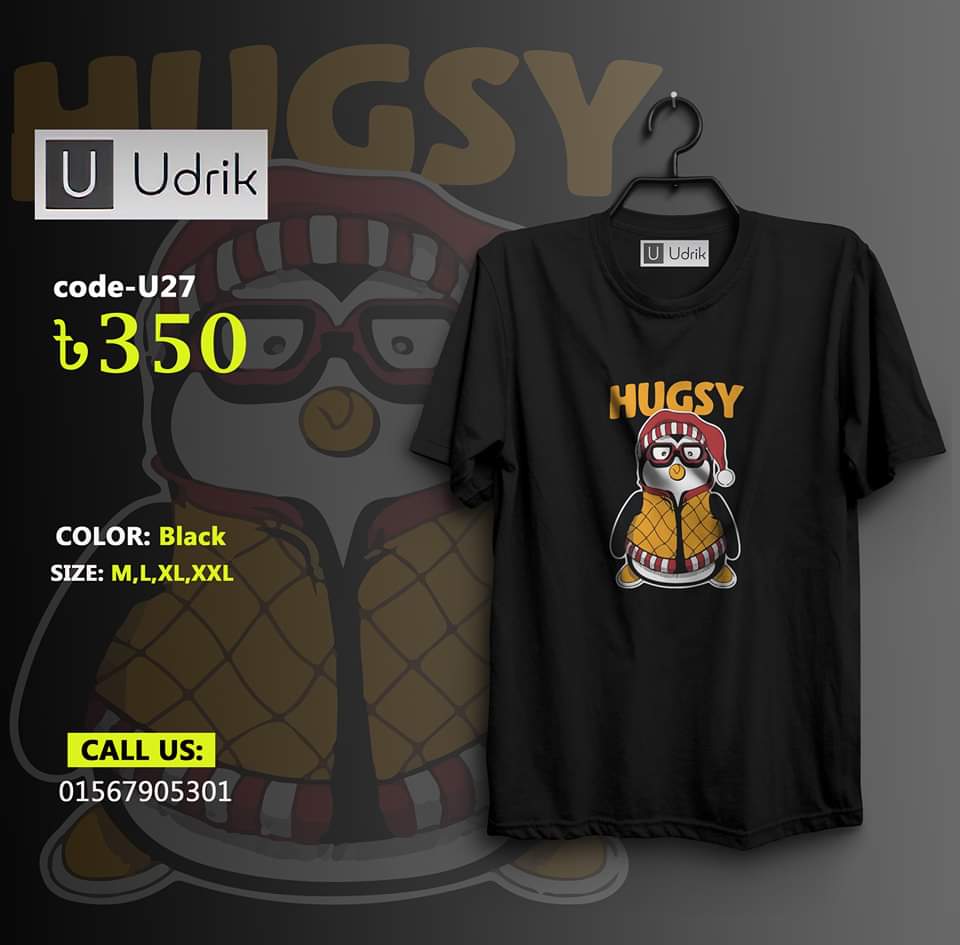 HUGSY
U Udrik
code-U27
৳350
COLOR: Black
SIZE: M,L,XL,XXL
CALL US:
01567905301
U Udrik
HUGSY